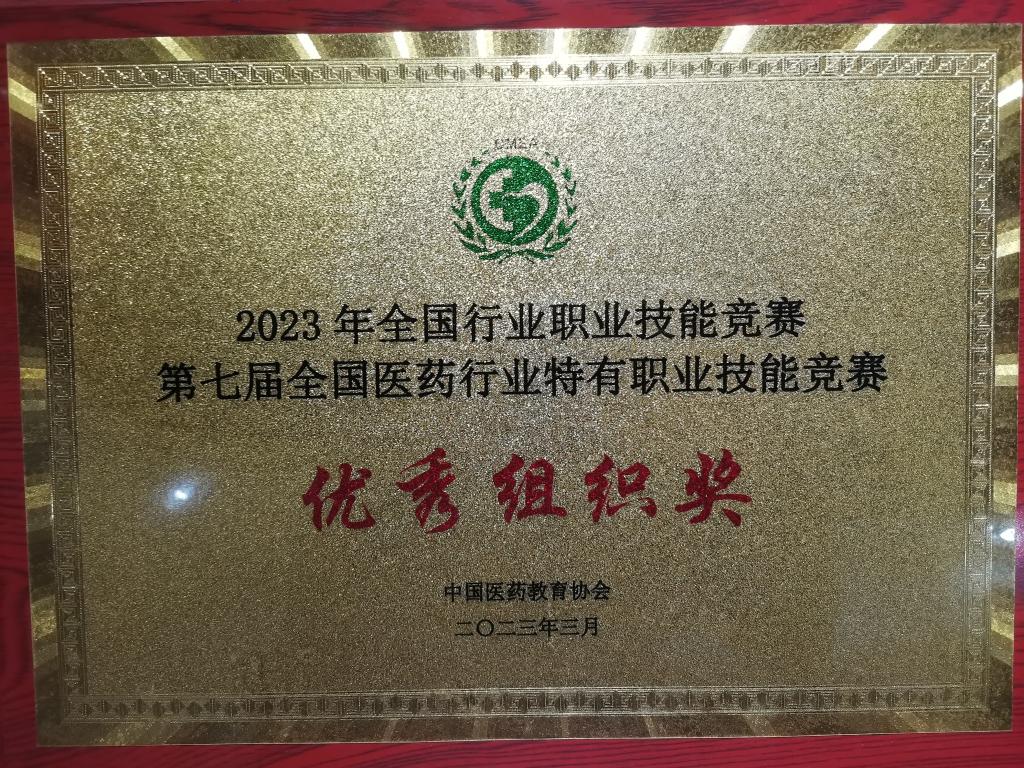 2023年全国行业职业技能竞赛
第七届全国医药行业特有职业技能竞赛
优秀组织奖
中国医药教育协会
二〇二三年三月